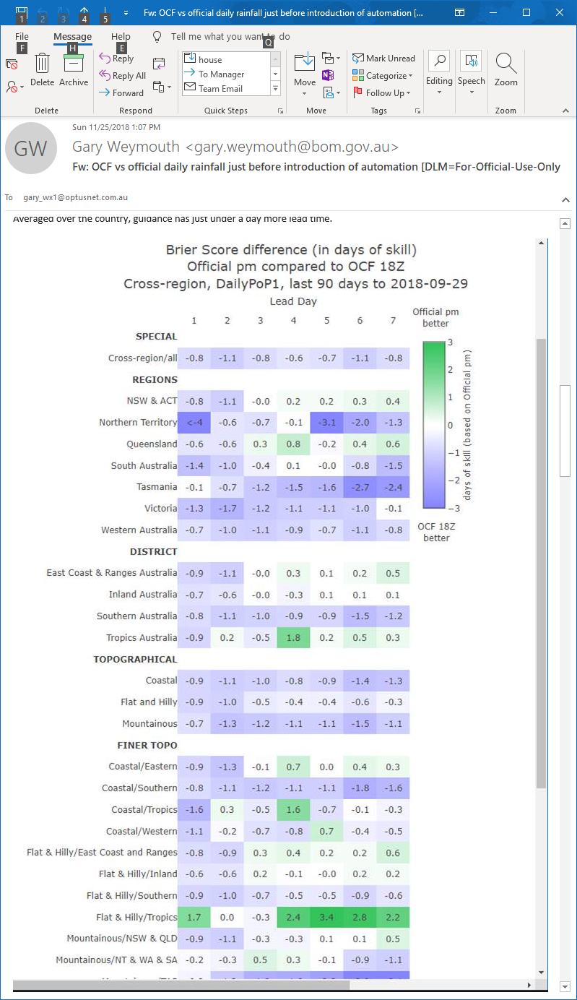 Fw: OCF vs official daily rainfall just before introduction of automation [...
1 2 3 4 5
File Message Help Tell me what you want to do
F H E Q
house
To Manager
Team Email
Reply
Reply All
Forward
Delete Archive
Move
Mark Unread
Categorize
Follow Up
Editing Speech Zoom
Delete Respond Quick Steps Move Tags Zoom
GW
Sun 11/25/2018 1:07 PM
Gary Weymouth <gary.weymouth@bom.gov.au>
Fw: OCF vs official daily rainfall just before introduction of automation [DLM=For-Official-Use-Only
To gary_wx1@optusnet.com.au
Averaged over the country, guidance has just under a day more lead time.
Brier Score difference (in days of skill)
Official pm compared to OCF 18Z
Cross-region, DailyPoP1, last 90 days to 2018-09-29
Lead Day
1 2 3 4 5 6 7
Official pm
better
3
2
1
0
−1
−2
−3
days of skill (based on Official pm)
OCF 18Z
better
SPECIAL
Cross-region/all -0.8 -1.1 -0.8 -0.6 -0.7 -1.1 -0.8
REGIONS
NSW & ACT -0.8 -1.1 -0.0 0.2 0.2 0.3 0.4
Northern Territory <-4 -0.6 -0.7 -0.1 -3.1 -2.0 -1.3
Queensland -0.6 -0.6 0.3 0.8 -0.2 0.4 0.6
South Australia -1.4 -1.0 -0.4 0.1 -0.0 -0.8 -1.5
Tasmania -0.1 -0.7 -1.2 -1.5 -1.6 -2.7 -2.4
Victoria -1.3 -1.7 -1.2 -1.1 -1.1 -1.0 -0.1
Western Australia -0.7 -1.0 -1.1 -0.9 -0.7 -1.1 -0.8
DISTRICT
East Coast & Ranges Australia -0.9 -1.1 -0.0 0.3 0.1 0.2 0.5
Inland Australia -0.7 -0.6 -0.0 -0.3 0.1 0.1 0.1
Southern Australia -0.8 -1.1 -1.0 -0.9 -0.9 -1.5 -1.2
Tropics Australia -0.9 0.2 -0.5 1.8 0.2 0.5 0.3
TOPOGRAPHICAL
Coastal -0.9 -1.1 -1.0 -0.8 -0.9 -1.4 -1.3
Flat and Hilly -0.9 -1.0 -0.5 -0.4 -0.4 -0.6 -0.3
Mountainous -0.7 -1.3 -1.2 -1.1 -1.1 -1.5 -1.1
FINER TOPO
Coastal/Eastern -0.9 -1.3 -0.1 0.7 0.0 0.4 0.3
Coastal/Southern -0.8 -1.1 -1.2 -1.1 -1.1 -1.8 -1.6
Coastal/Tropics -1.6 0.3 -0.5 1.6 -0.7 -0.1 -0.3
Coastal/Western -1.1 -0.2 -0.7 -0.8 0.7 -0.4 -0.5
Flat & Hilly/East Coast and Ranges -0.8 -0.9 0.3 0.4 0.2 0.2 0.6
Flat & Hilly/Inland -0.6 -0.6 0.2 -0.1 -0.0 0.2 0.2
Flat & Hilly/Southern -0.9 -1.0 -0.7 -0.5 -0.5 -0.9 -0.6
Flat & Hilly/Tropics 1.7 0.0 -0.3 2.4 3.4 2.8 2.2
Mountainous/NSW & QLD -0.9 -1.1 -0.3 -0.3 0.1 0.1 0.5
Mountainous/NT & WA & SA -0.2 -0.3 0.5 0.3 -0.1 -0.9 -1.1